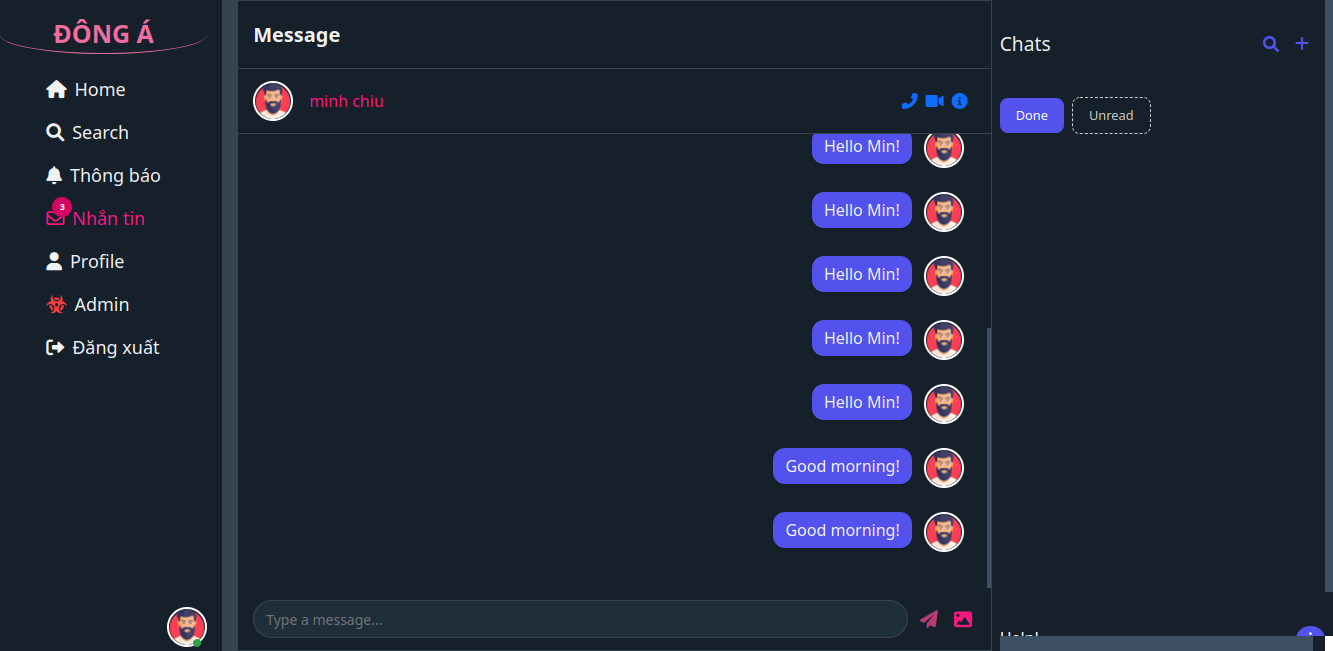 ĐÔNG Á
Home
Search
Thông báo
3
Nhắn tin
Profile
Admin
Đăng xuất
Message
minh chiu
Hello Min!
Hello Min!
Hello Min!
Hello Min!
Hello Min!
Good morning!
Good morning!
Type a message...
Chats
Done
Unread
Help!